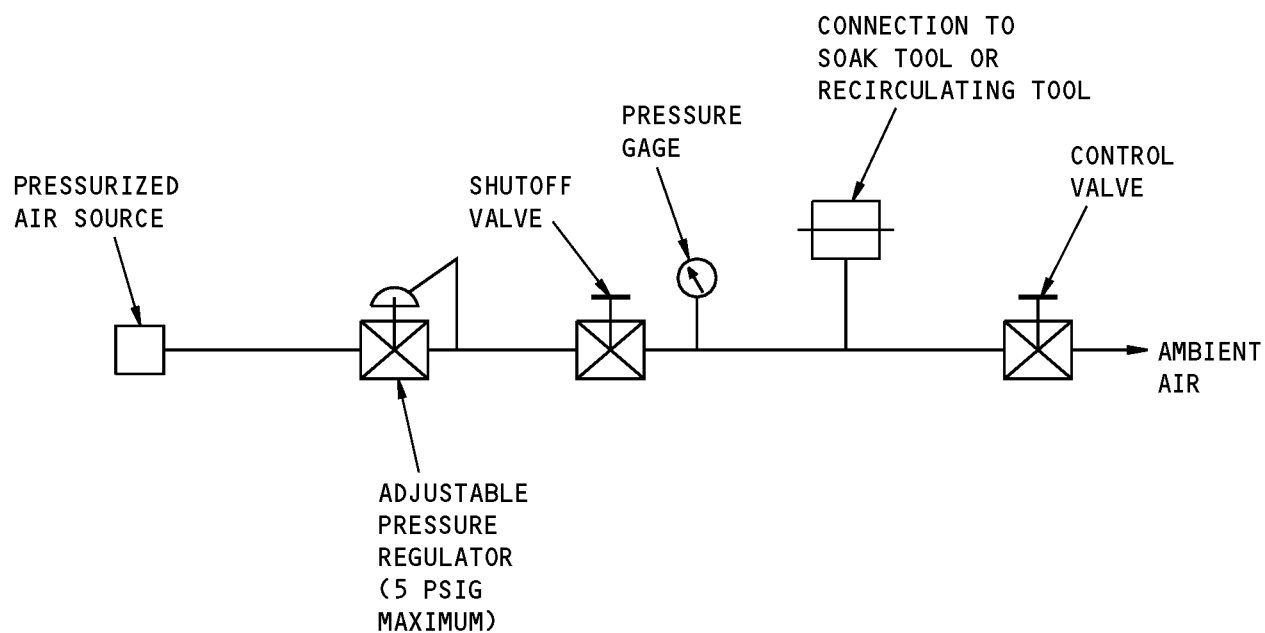 CONNECTION TO
SOAK TOOL OR
RECIRCULATING TOOL
PRESSURE
GAGE
CONTROL
VALVE
PRESSURIZED
AIR SOURCE
SHUTOFF
VALVE
AMBIENT
AIR
ADJUSTABLE
PRESSURE
REGULATOR
(5 PSIG
MAXIMUM)